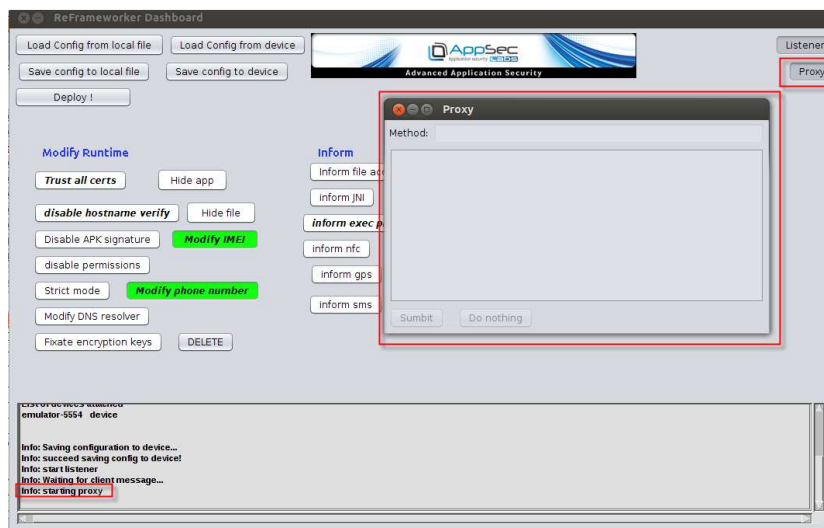 ReFrameworker Dashboard
Load Config from local file
Load Config from device
Save config to local file
Save config to device
Deploy !
AppSec
Advanced Application Security
Listener
Proxy
Proxy
Method:
Sumbit
Do nothing
Modify Runtime
Trust all certs
Hide app
disable hostname verify
Hide file
Disable APK signature
Modify IMEI
disable permissions
Strict mode
Modify phone number
Modify DNS resolver
Fixate encryption keys
DELETE
Inform
Inform file ac
inform JNI
inform exec p
inform nfc
inform gps
inform sms
emulator-5554 device
Info: Saving configuration to device...
Info: succeed saving config to device!
Info: start listener
Info: Waiting for client message...
Info: starting proxy